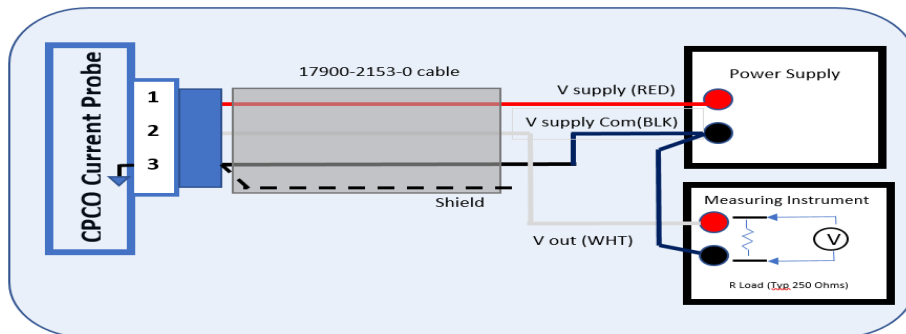 CPCO Current Probe
1
2
3
17900-2153-0 cable
Shield
V supply (RED)
V supply Com(BLK)
V out (WHT)
Power Supply
Measuring Instrument
V
R Load (Typ 250 Ohms)